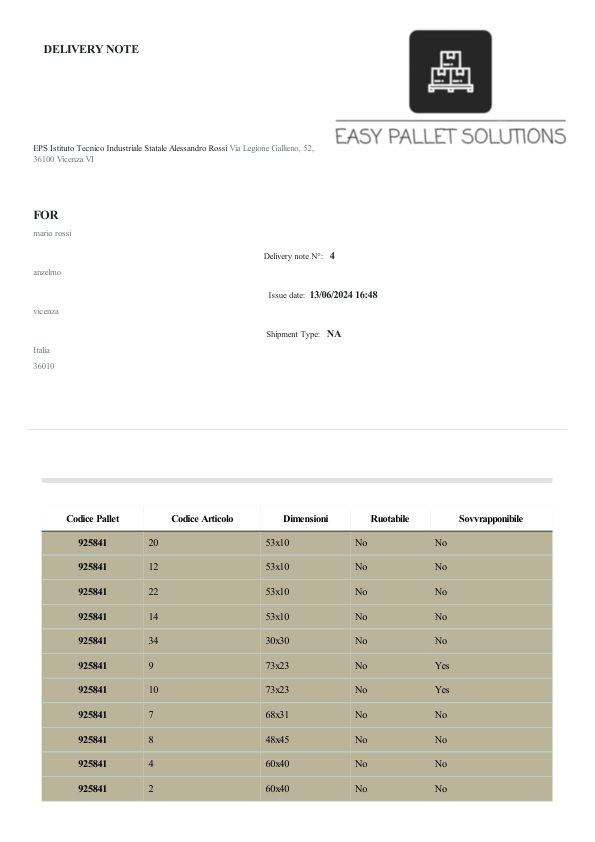 DELIVERY NOTE
EASY PALLET SOLUTIONS
EPS Istituto Tecnico Industriale Statale Alessandro Rossi Via Legione Gallieno, 52,
36100 Vicenza VI
FOR
mario rossi
Delivery note N°: 4
anzelmo
Issue date: 13/06/2024 16:48
vicenza
Shipment Type: NA
Italia
36010
Codice Pallet Codice Articolo Dimensioni Ruotabile Sovvrapponibile
925841 20 53x10 No No
925841 12 53x10 No No
925841 22 53x10 No No
925841 14 53x10 No No
925841 34 30x30 No No
925841 9 73x23 No Yes
925841 10 73x23 No Yes
925841 7 68x31 No No
925841 8 48x45 No No
925841 4 60x40 No No
925841 2 60x40 No No